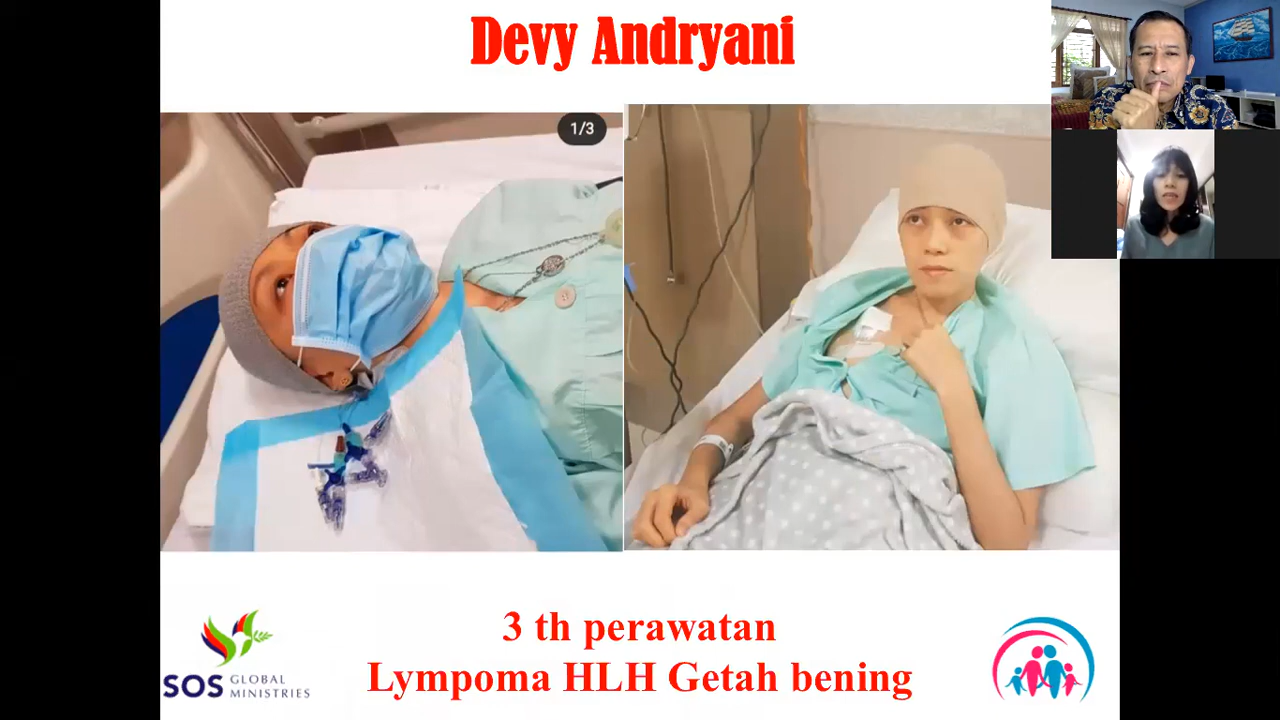 Devy Andryani
1/3
3 th perawatan
Lympoma HLH Getah bening
SOS GLOBAL
MINISTRIES